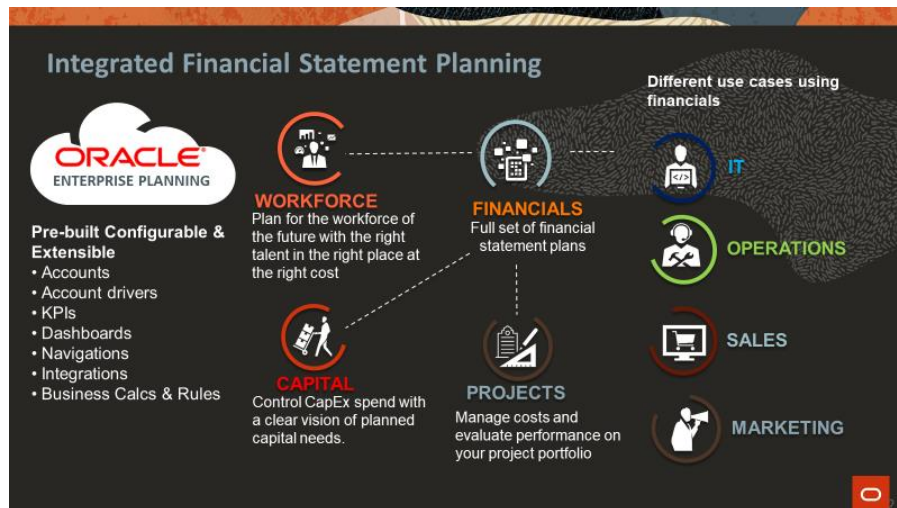 Integrated Financial Statement Planning
ORACLE®
ENTERPRISE PLANNING
Pre-built Configurable &
Extensible
• Accounts
• Account drivers
• KPIs
• Dashboards
• Navigations
• Integrations
• Business Calcs & Rules
WORKFORCE
Plan for the workforce of
the future with the right
talent in the right place at
the right cost
CAPITAL
Control CapEx spend with
a clear vision of planned
capital needs.
FINANCIALS
Full set of financial
statement plans
PROJECTS
Manage costs and
evaluate performance on
your project portfolio
Different use cases using
financials
</>
IT
OPERATIONS
SALES
MARKETING